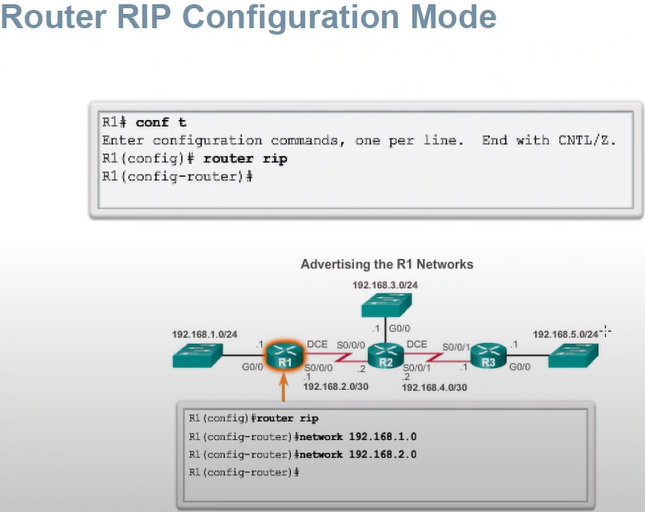 Router RIP Configuration Mode
R1# conf t
Enter configuration commands, one per line. End with CNTL/Z.
R1(config)# router rip
R1(config-router)#
Advertising the R1 Networks
192.168.3.0/24
.1 G0/0
192.168.1.0/24
192.168.5.0/24
.1 DCE S0/0/0 DCE S0/0/1 .1
G0/0 R1 S0/0/0 .2 R2 S0/0/1 .1 R3 G0/0
.1 .2
192.168.2.0/30 192.168.4.0/30
R1(config)#router rip
R1(config-router)#network 192.168.1.0
R1(config-router)#network 192.168.2.0
R1(config-router)#